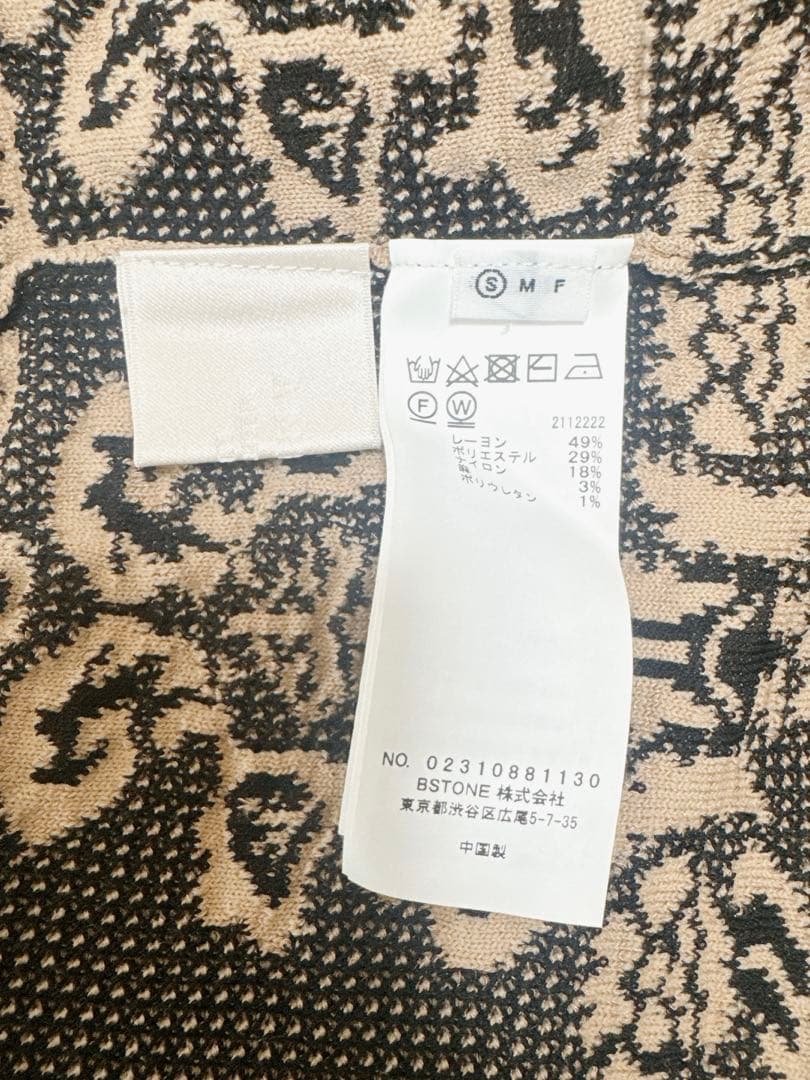 S M F
F W
2112222
レーヨン 49%
ポリエステル 29%
ナイロン 18%
麻 3%
ポリウレタン 1%
NO. 02310881130
BSTONE 株式会社
東京都渋谷区広尾5-7-35
中国製